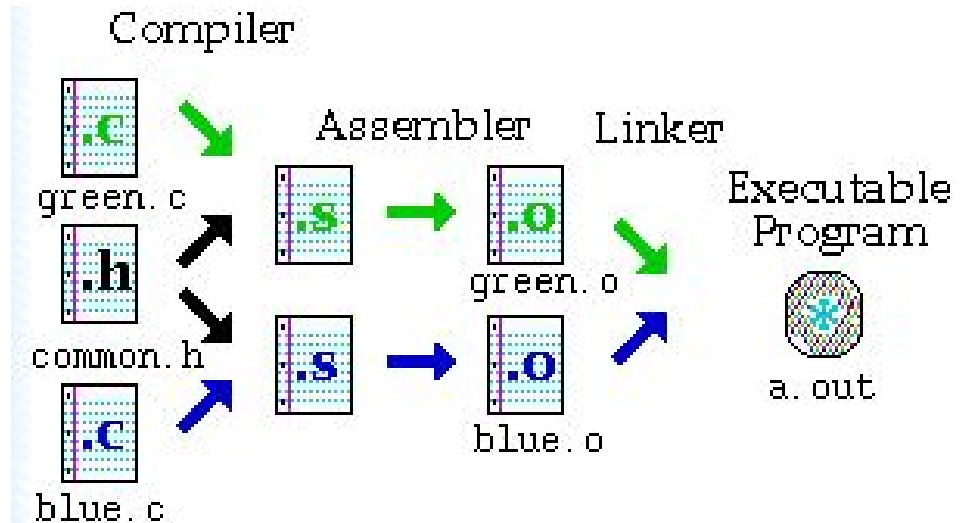 Compiler
Assembler
Linker
Executable
Program
.c
green.c
.h
common.h
.c
blue.c
.s
.s
.o
green.o
.o
blue.o
*
a.out